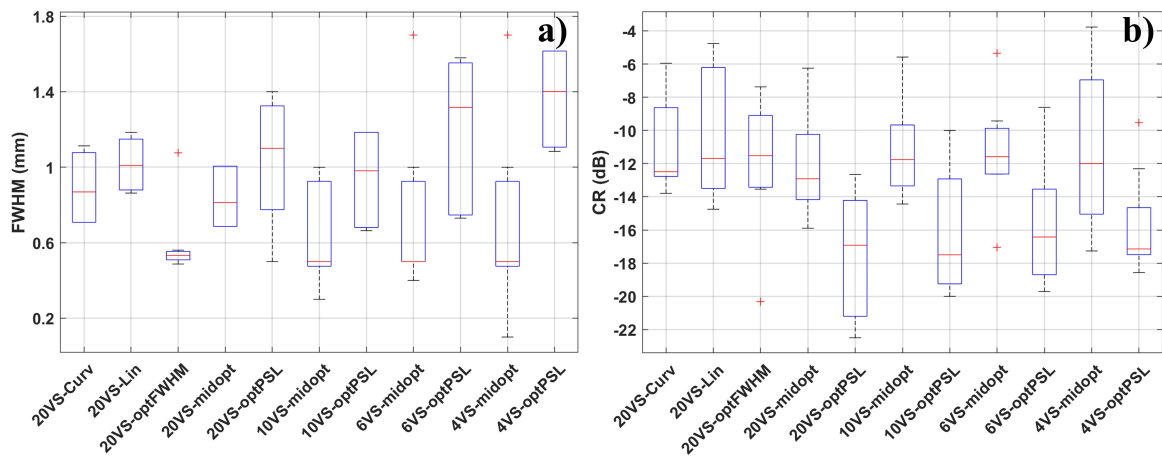 a)
FWHM (mm)
1.8
1.4
1
0.6
0.2
20VS-Curv
20VS-Lin
20VS-optFWHM
20VS-midopt
20VS-optPSL
10VS-midopt
10VS-optPSL
6VS-midopt
6VS-optPSL
4VS-midopt
4VS-optPSL
b)
CR (dB)
-4
-6
-8
-10
-12
-14
-16
-18
-20
-22
20VS-Curv
20VS-Lin
20VS-optFWHM
20VS-midopt
20VS-optPSL
10VS-midopt
10VS-optPSL
6VS-midopt
6VS-optPSL
4VS-midopt
4VS-optPSL